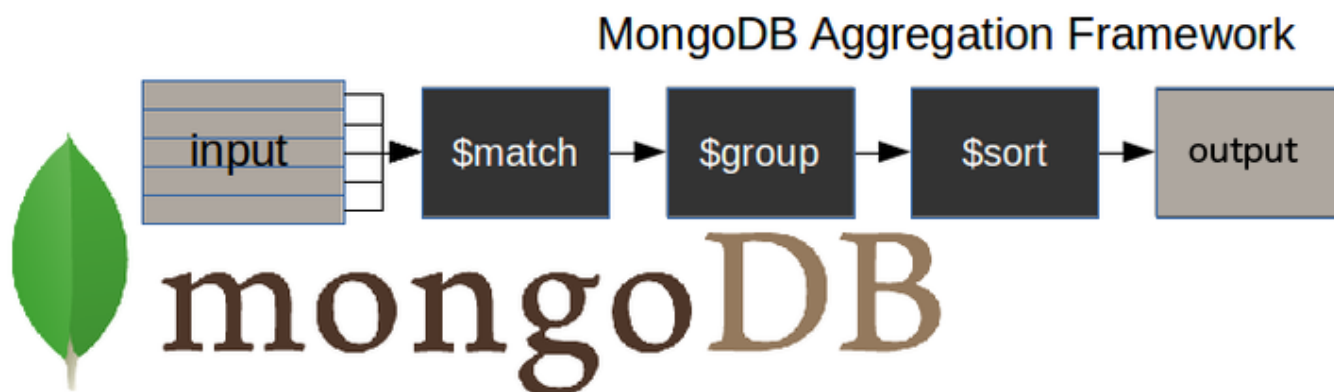 MongoDB Aggregation Framework
input $match $group $sort output
mongoDB